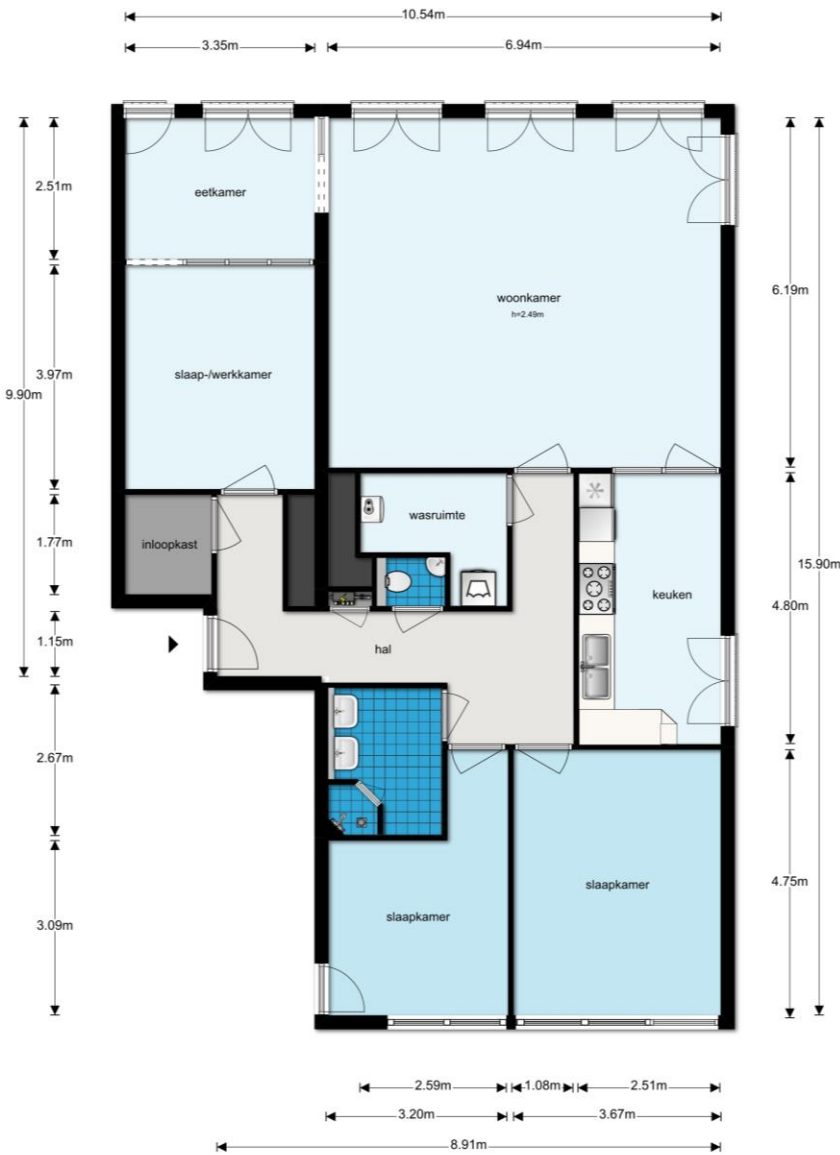 10.54m
3.35m
6.94m
eetkamer
2.51m
woonkamer
h=2.49m
6.19m
slaap-/werkkamer
3.97m
9.90m
wasruimte
inloopkast
1.77m
15.90m
keuken
4.80m
1.15m
hal
2.67m
slaapkamer
4.75m
slaapkamer
3.09m
2.59m
1.08m
2.51m
3.20m
3.67m
8.91m